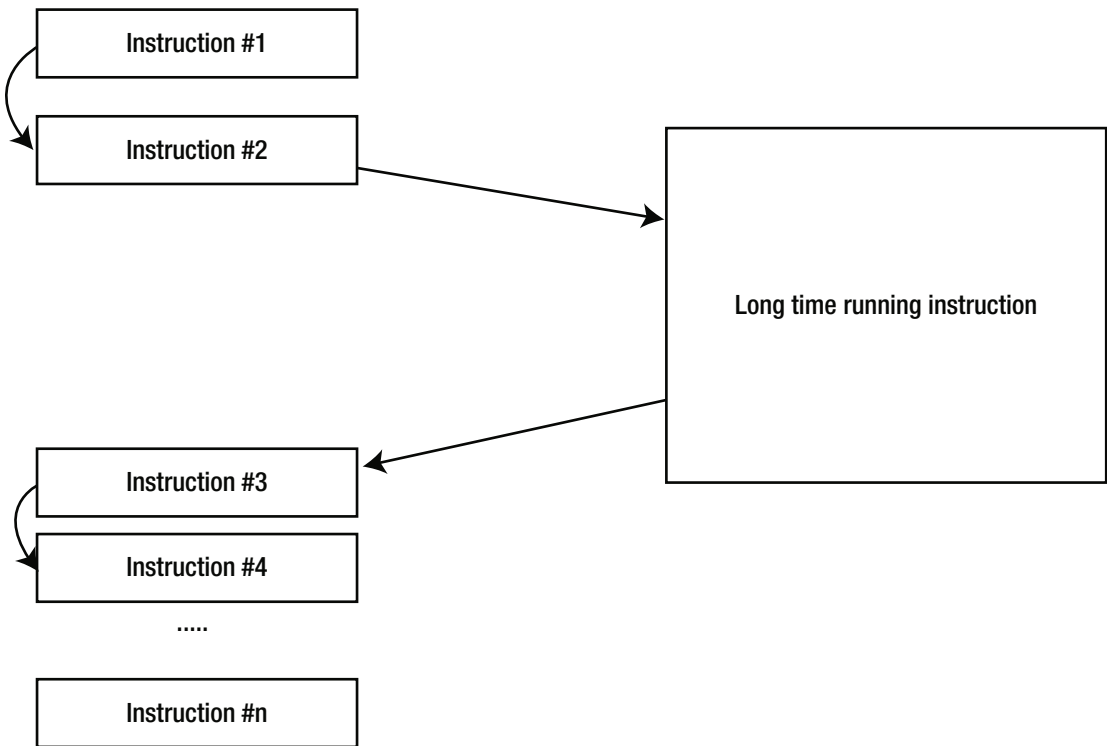 Instruction #1
Instruction #2
Long time running instruction
Instruction #3
Instruction #4
.....
Instruction #n